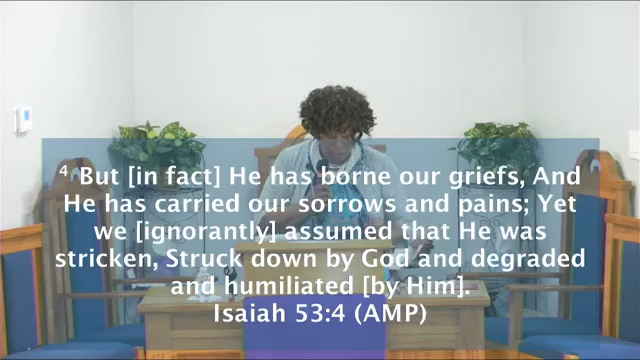 4 But [in fact] He has borne our griefs, And
He has carried our sorrows and pains; Yet
we [ignorantly] assumed that He was
stricken, Struck down by God and degraded
and humiliated [by Him].
Isaiah 53:4 (AMP)